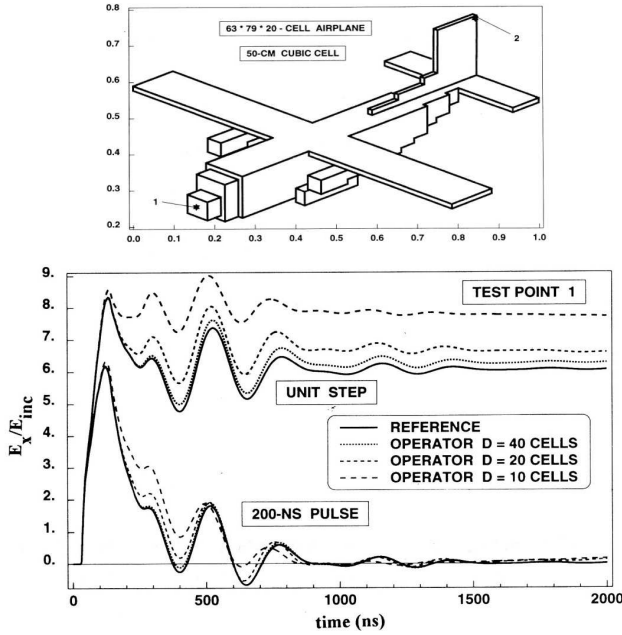 0.8
63 * 79 * 20 - CELL AIRPLANE
2
0.7
50-CM CUBIC CELL
0.6
0.5
0.4
0.3
1
0.2
0.0 0.1 0.2 0.3 0.4 0.5 0.6 0.7 0.8 0.9 1.0
9.
TEST POINT 1
8.
7.
6.
UNIT STEP
5.
REFERENCE
4.
OPERATOR D = 40 CELLS
OPERATOR D = 20 CELLS
3.
OPERATOR D = 10 CELLS
2.
200-NS PULSE
1.
0.
Ex/Einc
0 500 1000 1500 2000
time (ns)